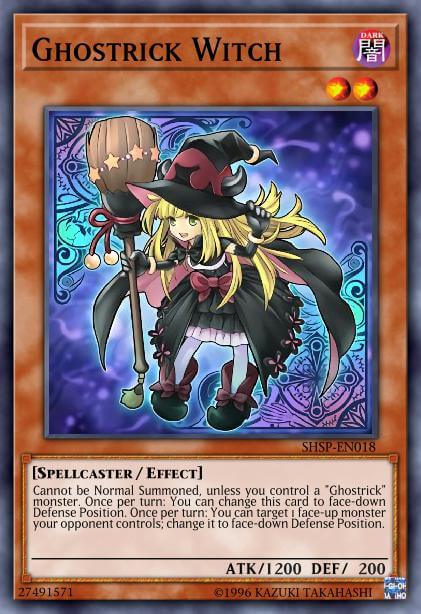 Ghostrick Witch
DARK
闇
SHSP-EN018
[Spellcaster / Effect]
Cannot be Normal Summoned, unless you control a "Ghostrick"
monster. Once per turn: You can change this card to face-down
Defense Position. Once per turn: You can target 1 face-up monster
your opponent controls; change it to face-down Defense Position.
ATK/1200 DEF/ 200
27491571
©1996 KAZUKI TAKAHASHI